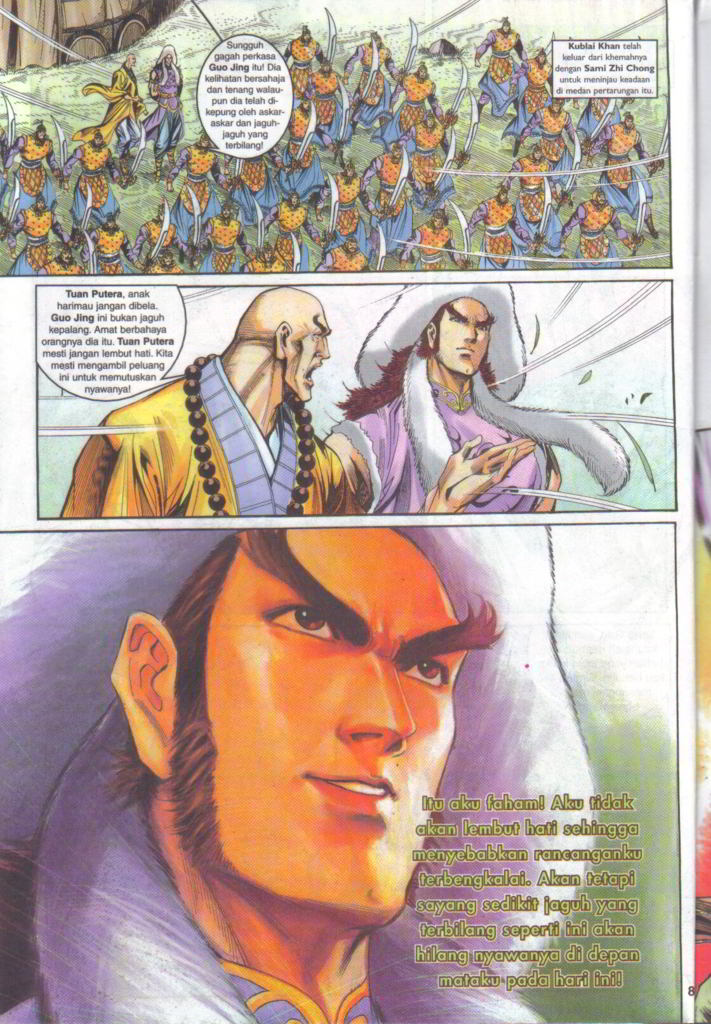 Sungguh
gagah perkasa
Guo Jing itu! Dia
kelihatan bersahaja
dan tenang walau-
pun dia telah di-
kepung oleh askar-
askar dan jaguh-
jaguh yang
terbilang!
Kublai Khan telah
keluar dari khemahnya
dengan Sami Zhi Chong
untuk meninjau keadaan
di medan pertarungan itu.
Tuan Putera, anak
harimau jangan dibela.
Guo Jing ini bukan jaguh
kepalang. Amat berbahaya
orangnya dia itu. Tuan Putera
mesti jangan lembut hati. Kita
mesti mengambil peluang
ini untuk memutuskan
nyawanya!
Itu aku faham! Aku tidak
akan lembut hati sehingga
menyebabkan rancanganku
terbengkalai. Akan tetapi
sayang sedikit jaguh yang
terbilang seperti ini akan
hilang nyawanya di depan
mataku pada hari ini!